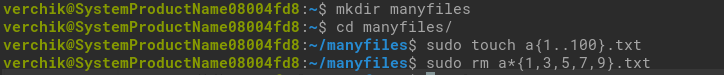 verchik@SystemProductName08004fd8:~$ mkdir manyfiles
verchik@SystemProductName08004fd8:~$ cd manyfiles/
verchik@SystemProductName08004fd8:~/manyfiles$ sudo touch a{1..100}.txt
verchik@SystemProductName08004fd8:~/manyfiles$ sudo rm a*{1,3,5,7,9}.txt